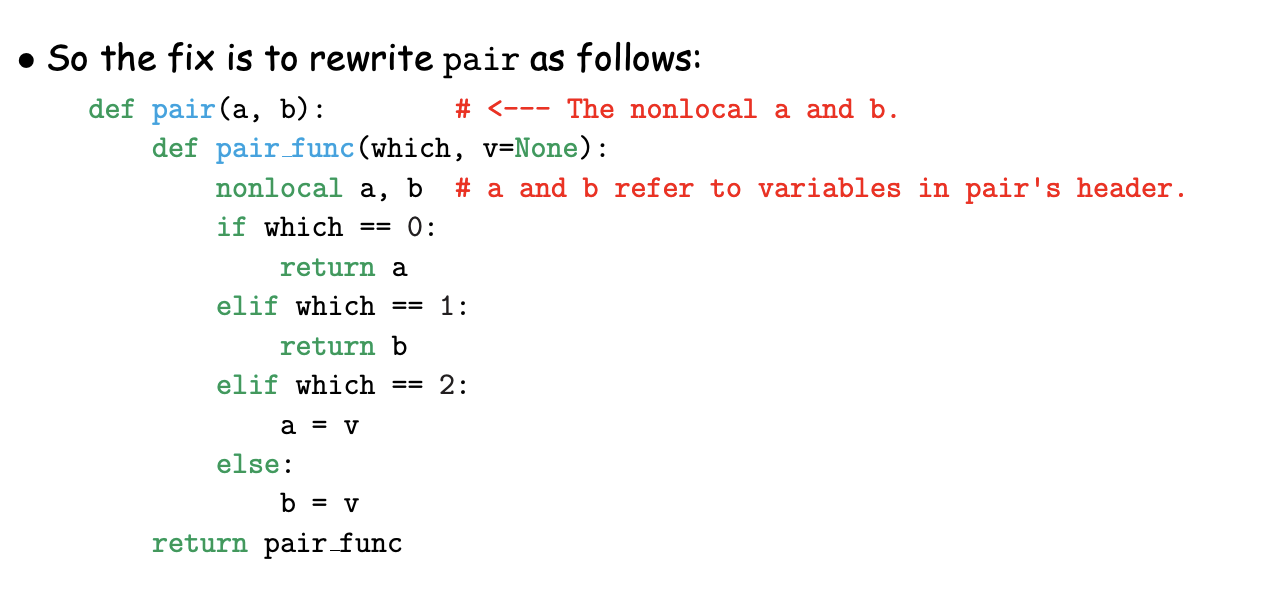 • So the fix is to rewrite pair as follows:
def pair(a, b):        # <--- The nonlocal a and b.
    def pair_func(which, v=None):
        nonlocal a, b  # a and b refer to variables in pair's header.
        if which == 0:
            return a
        elif which == 1:
            return b
        elif which == 2:
            a = v
        else:
            b = v
    return pair_func